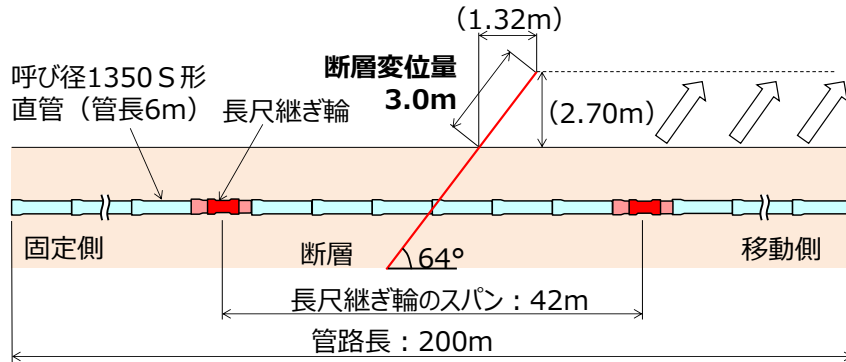 (1.32m)
断層変位量
3.0m
呼び径1350S形
直管(管長6m)
長尺継ぎ輪
(2.70m)
固定側
断層
64°
移動側
長尺継ぎ輪のスパン:42m
管路長:200m